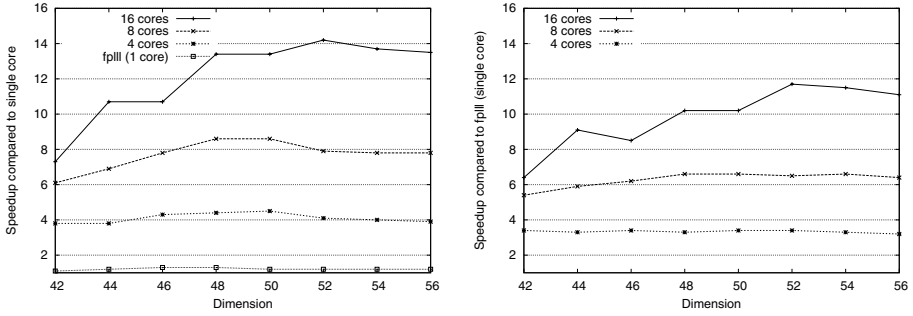 Speedup compared to single core
16
14
12
10
8
6
4
2
16 cores
8 cores
4 cores
fplll (1 core)
42 44 46 48 50 52 54 56
Dimension
Speedup compared to fplll (single core)
16
14
12
10
8
6
4
2
16 cores
8 cores
4 cores
42 44 46 48 50 52 54 56
Dimension